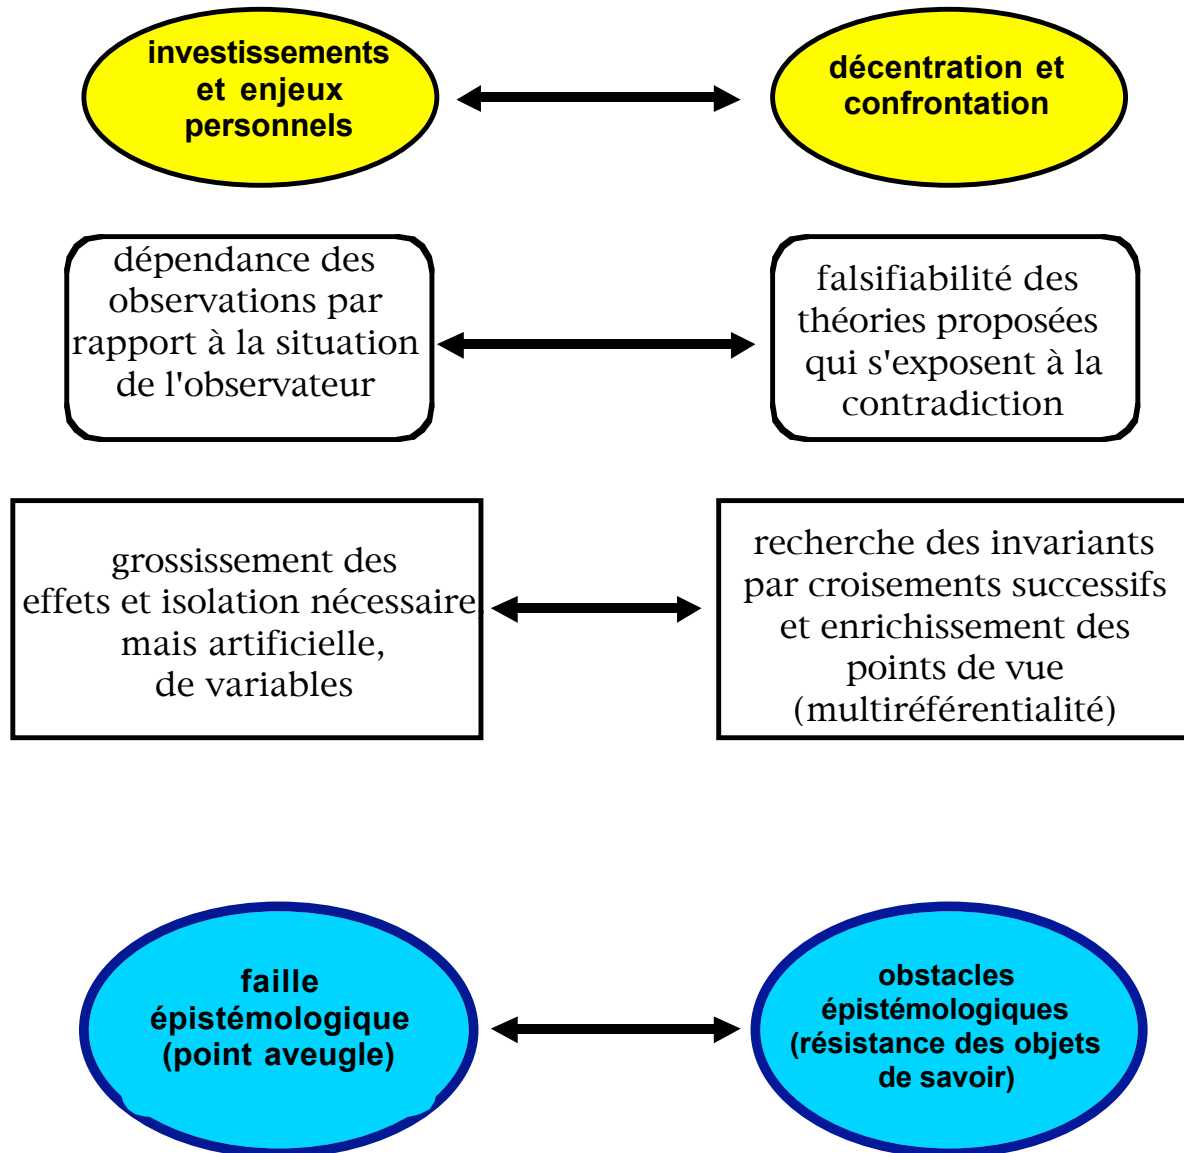 investissements
et enjeux
personnels
décentration et
confrontation
dépendance des
observations par
rapport à la situation
de l'observateur
falsifiabilité des
théories proposées
qui s'exposent à la
contradiction
grossissement des
effets et isolation nécessaire,
mais artificielle,
de variables
recherche des invariants
par croisements successifs
et enrichissement des
points de vue
(multiréférentialité)
faille
épistémologique
(point aveugle)
obstacles
épistémologiques
(résistance des objets
de savoir)